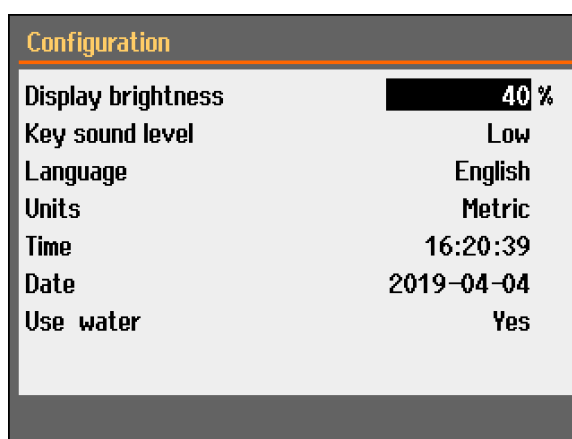 Configuration
Display brightness 40 %
Key sound level Low
Language English
Units Metric
Time 16:20:39
Date 2019-04-04
Use water Yes